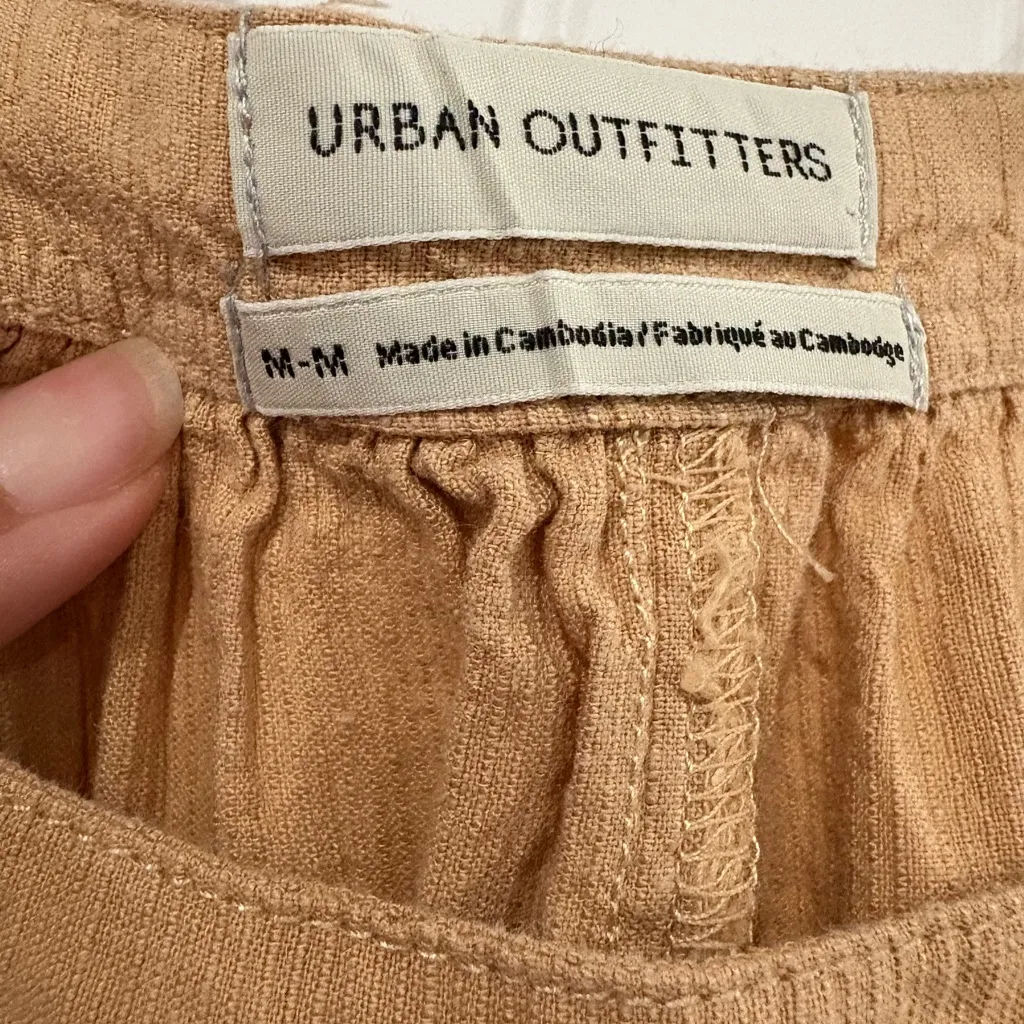 URBAN OUTFITTERS
M-M Made in Cambodia / Fabriqué au Cambodge